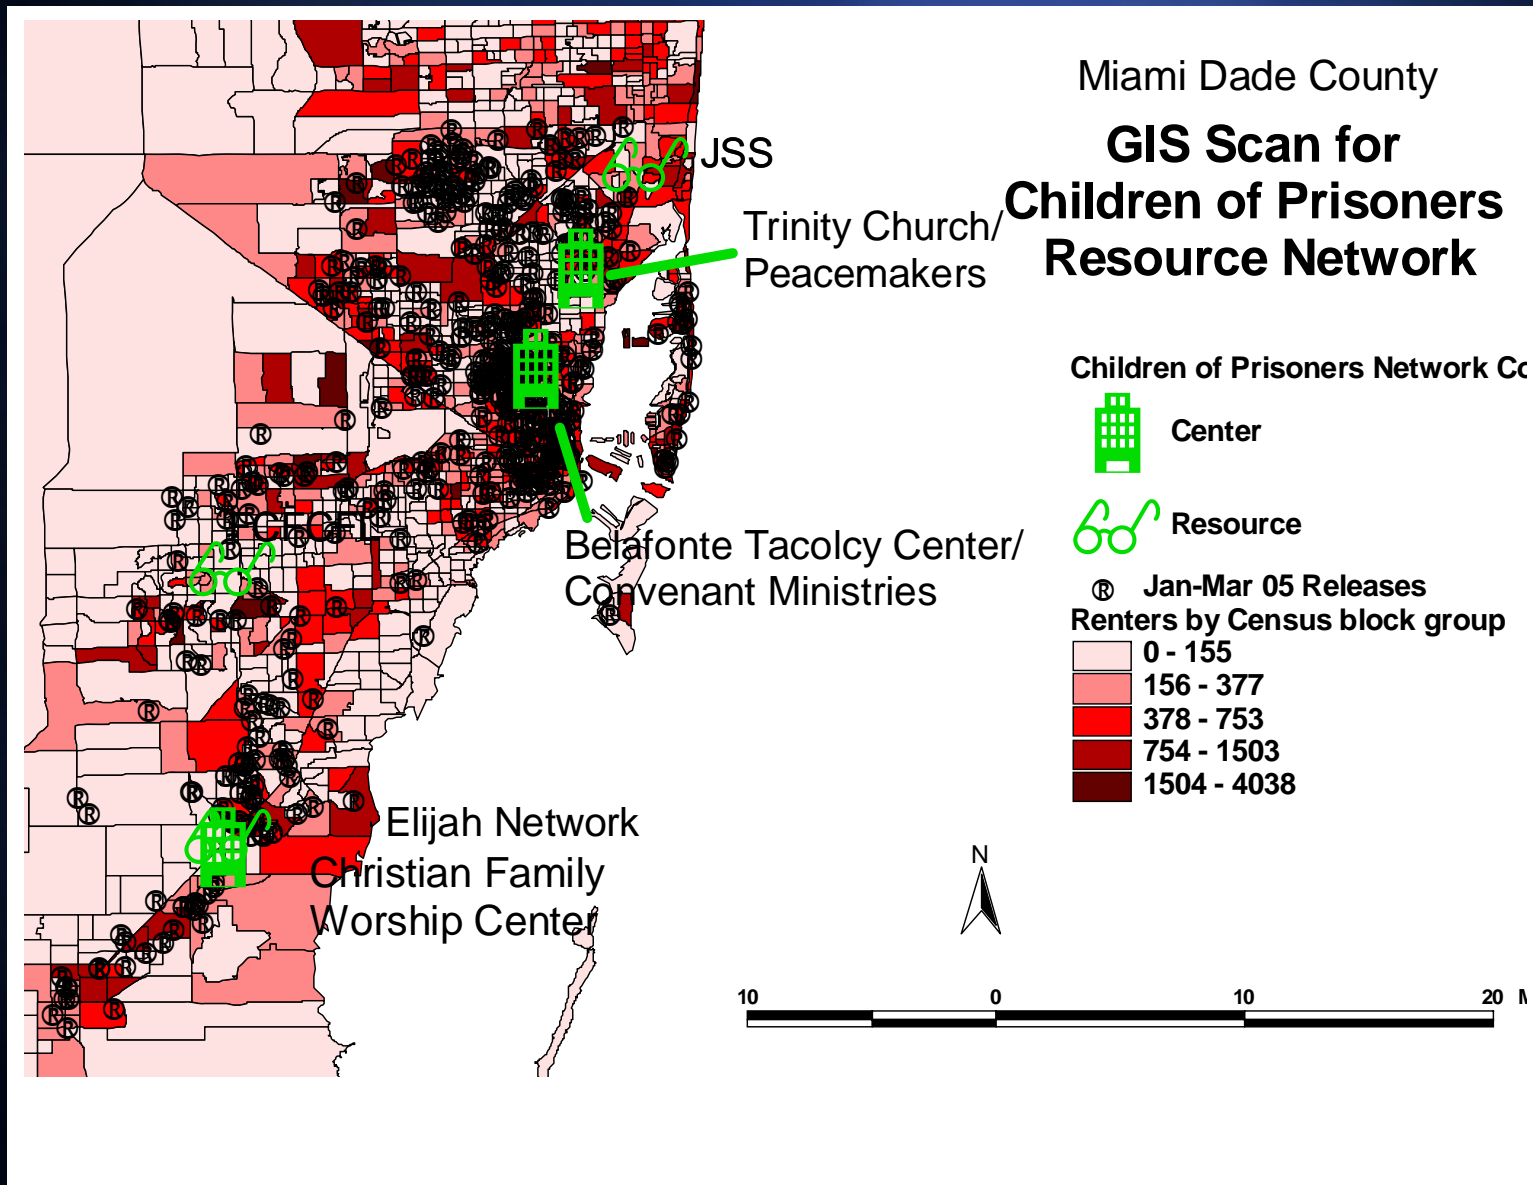 Miami Dade County
GIS Scan for
Children of Prisoners
Resource Network
JSS
Trinity Church/
Peacemakers
Belafonte Tacolcy Center/
Convenant Ministries
Elijah Network
Christian Family
Worship Center
Children of Prisoners Network Co
Center
Resource
® Jan-Mar 05 Releases
Renters by Census block group
0 - 155
156 - 377
378 - 753
754 - 1503
1504 - 4038
N
10 0 10 20 M